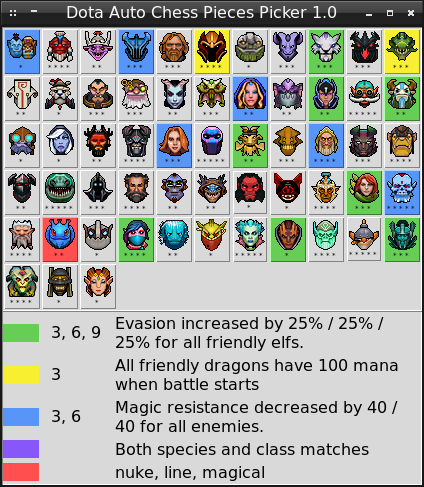 Dota Auto Chess Pieces Picker 1.0
3, 6, 9
Evasion increased by 25% / 25% /
25% for all friendly elfs.
3
All friendly dragons have 100 mana
when battle starts
3, 6
Magic resistance decreased by 40 /
40 for all enemies.
Both species and class matches
nuke, line, magical